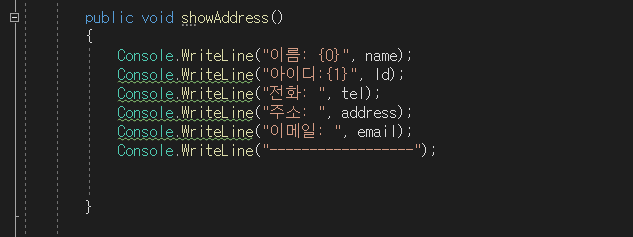 public void showAddress()
{
Console.WriteLine("이름: {0}", name);
Console.WriteLine("아이디:{1}", Id);
Console.WriteLine("전화: ", tel);
Console.WriteLine("주소: ", address);
Console.WriteLine("이메일: ", email);
Console.WriteLine("------------------");
}